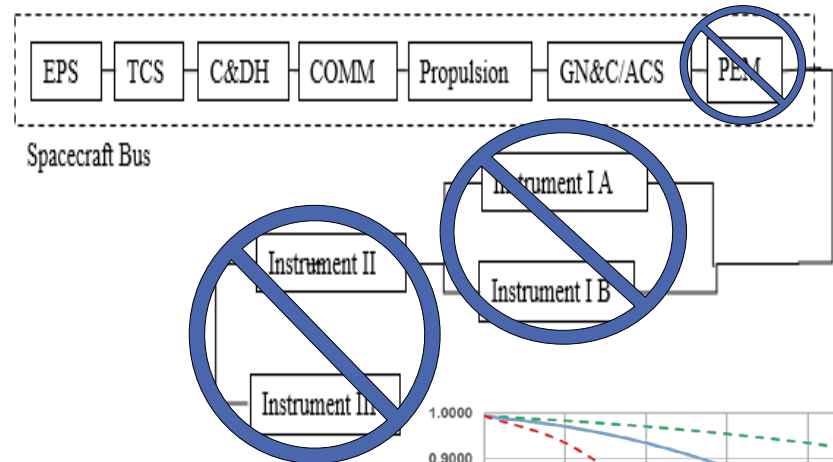 EPS TCS C&DH COMM Propulsion GN&C/ACS PEM
Spacecraft Bus
Instrument I A
Instrument II
Instrument I B
Instrument III
1.0000
0.9000